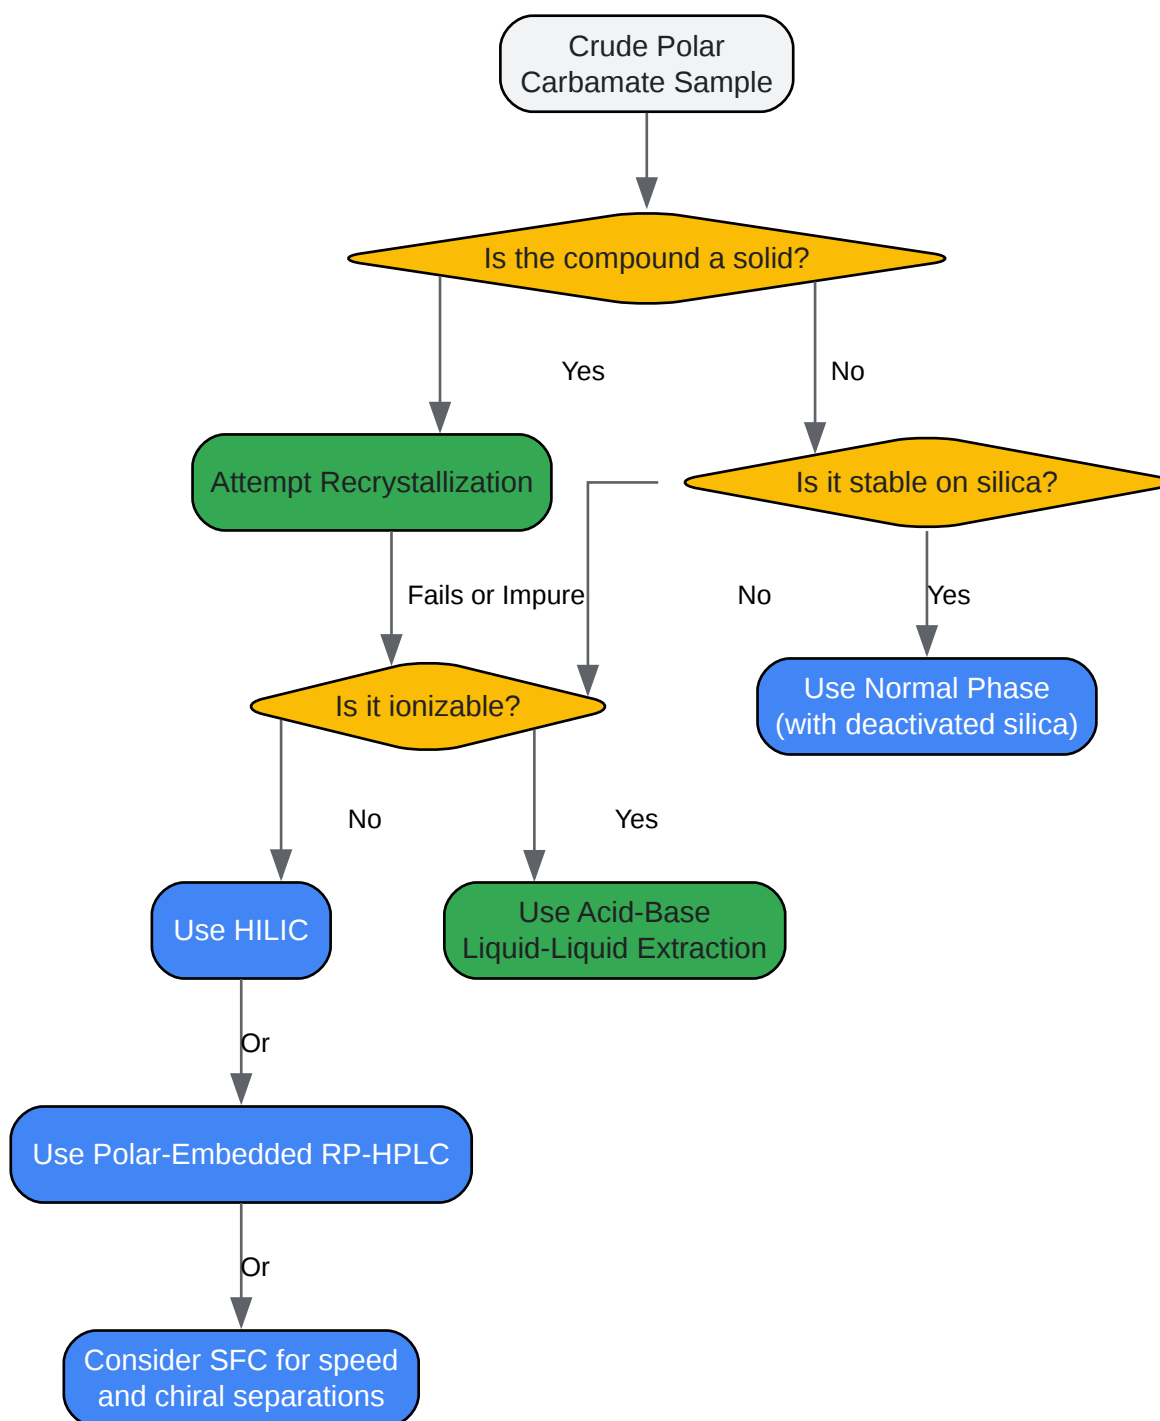 Crude Polar
Carbamate Sample
Is the compound a solid?
Yes
No
Attempt Recrystallization
Is it stable on silica?
Fails or Impure
No
Yes
Is it ionizable?
Use Normal Phase
(with deactivated silica)
No
Yes
Use HILIC
Use Acid-Base
Liquid-Liquid Extraction
Or
Use Polar-Embedded RP-HPLC
Or
Consider SFC for speed
and chiral separations